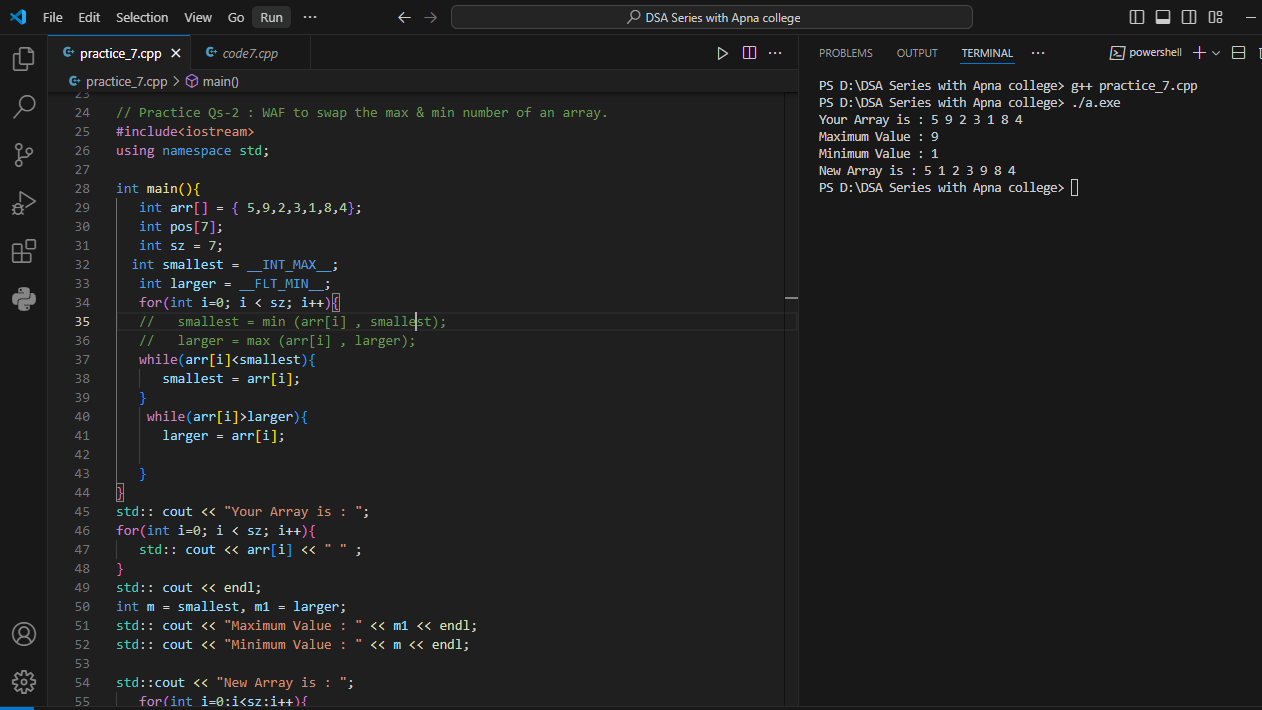 File Edit Selection View Go Run ··· DSA Series with Apna college
practice_7.cpp code7.cpp
practice_7.cpp > main()
23
24 // Practice Qs-2 : WAF to swap the max & min number of an array.
25 #include<iostream>
26 using namespace std;
27
28 int main(){
29 int arr[] = { 5,9,2,3,1,8,4};
30 int pos[7];
31 int sz = 7;
32 int smallest = __INT_MAX__;
33 int larger = __FLT_MIN__;
34 for(int i=0; i < sz; i++){
35 // smallest = min (arr[i] , smallest);
36 // larger = max (arr[i] , larger);
37 while(arr[i]<smallest){
38 smallest = arr[i];
39 }
40 while(arr[i]>larger){
41 larger = arr[i];
42
43 }
44 }
45 std:: cout << "Your Array is : ";
46 for(int i=0; i < sz; i++){
47 std:: cout << arr[i] << " " ;
48 }
49 std:: cout << endl;
50 int m = smallest, m1 = larger;
51 std:: cout << "Maximum Value : " << m1 << endl;
52 std:: cout << "Minimum Value : " << m << endl;
53
54 std::cout << "New Array is : ";
55 for(int i=0;i<sz;i++){
PROBLEMS OUTPUT TERMINAL ··· powershell
PS D:\DSA Series with Apna college> g++ practice_7.cpp
PS D:\DSA Series with Apna college> ./a.exe
Your Array is : 5 9 2 3 1 8 4
Maximum Value : 9
Minimum Value : 1
New Array is : 5 1 2 3 9 8 4
PS D:\DSA Series with Apna college>